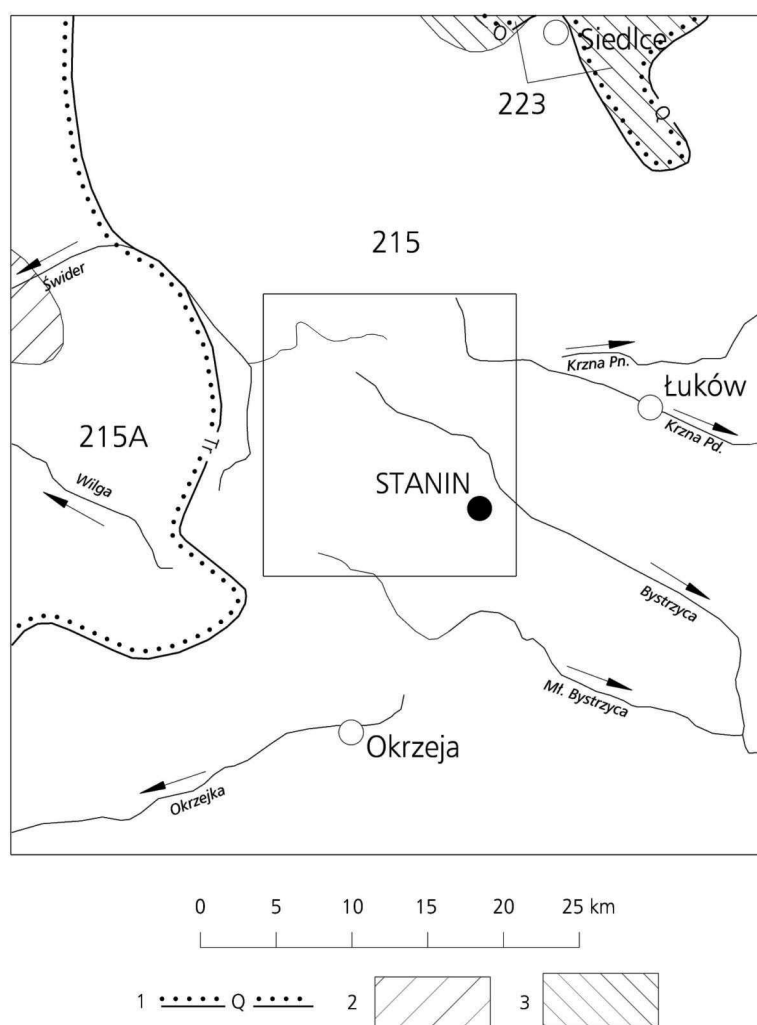 Q
Siedlce
223
Q
215
Świder
Krzna Pn.
Łuków
Krzna Pd.
215A
Tr
Wilga
STANIN
Bystrzyca
Mł. Bystrzyca
Okrzeja
Okrzejka
0 5 10 15 20 25 km
1 Q 2 3